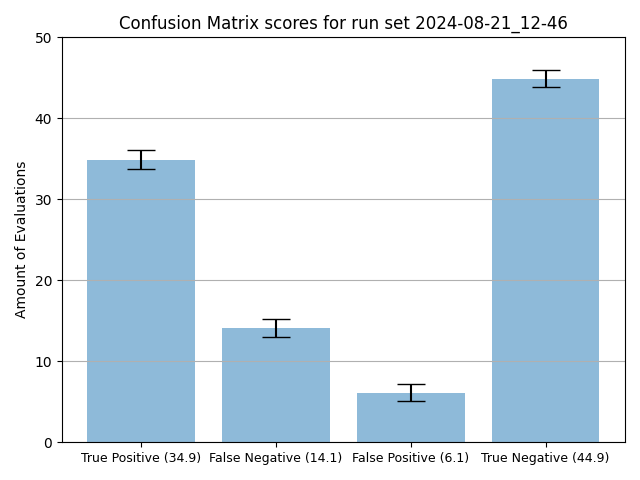 Confusion Matrix scores for run set 2024-08-21_12-46
50
40
30
20
10
0
Amount of Evaluations
True Positive (34.9) False Negative (14.1) False Positive (6.1) True Negative (44.9)